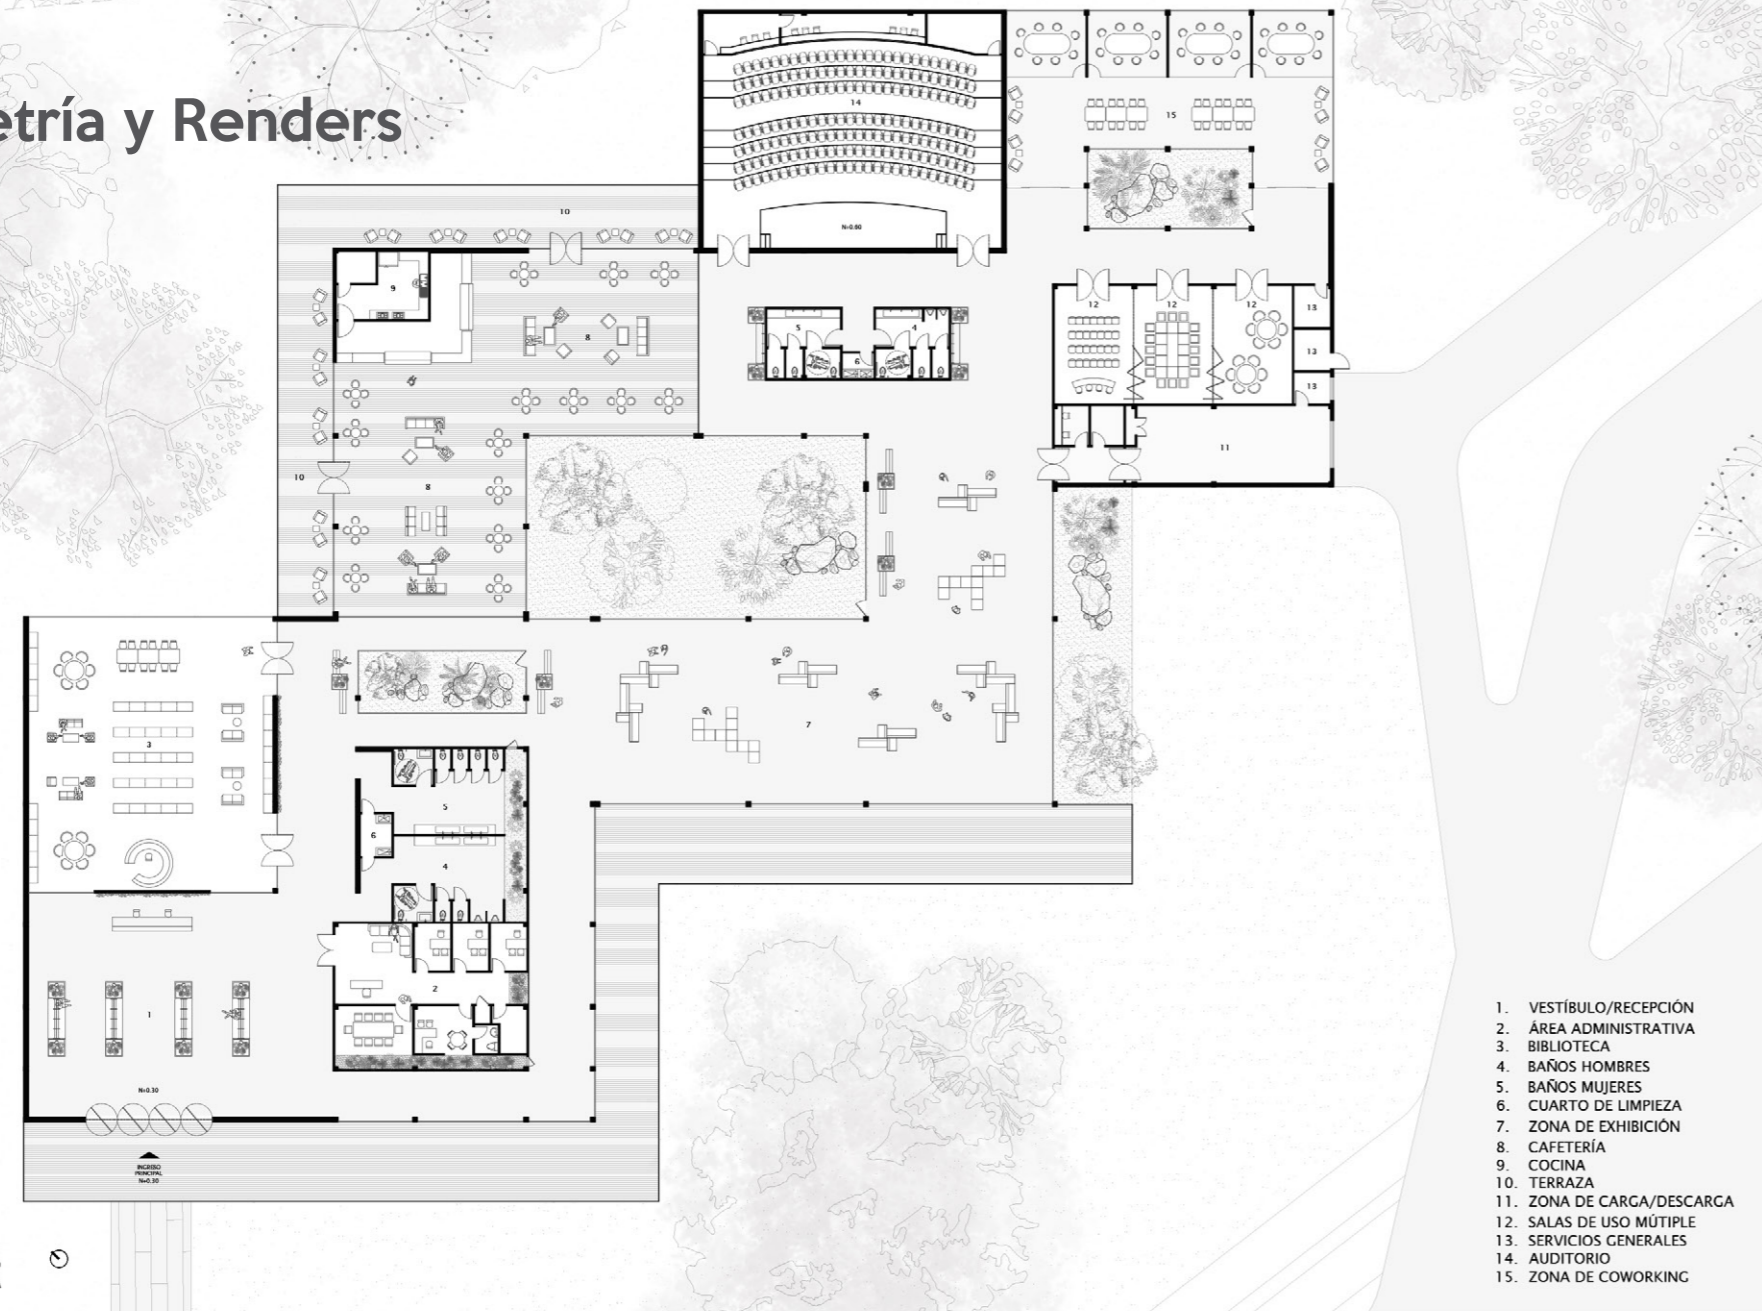 etría y Renders
14
15
10
N+0.00
9
12
12
12
13
5
4
8
6
13
13
11
10
8
3
7
5
6
4
2
1
N+0.30
INGRESO
PRINCIPAL
N+0.30
1. VESTÍBULO/RECEPCIÓN
2. ÁREA ADMINISTRATIVA
3. BIBLIOTECA
4. BAÑOS HOMBRES
5. BAÑOS MUJERES
6. CUARTO DE LIMPIEZA
7. ZONA DE EXHIBICIÓN
8. CAFETERÍA
9. COCINA
10. TERRAZA
11. ZONA DE CARGA/DESCARGA
12. SALAS DE USO MÚTIPLE
13. SERVICIOS GENERALES
14. AUDITORIO
15. ZONA DE COWORKING